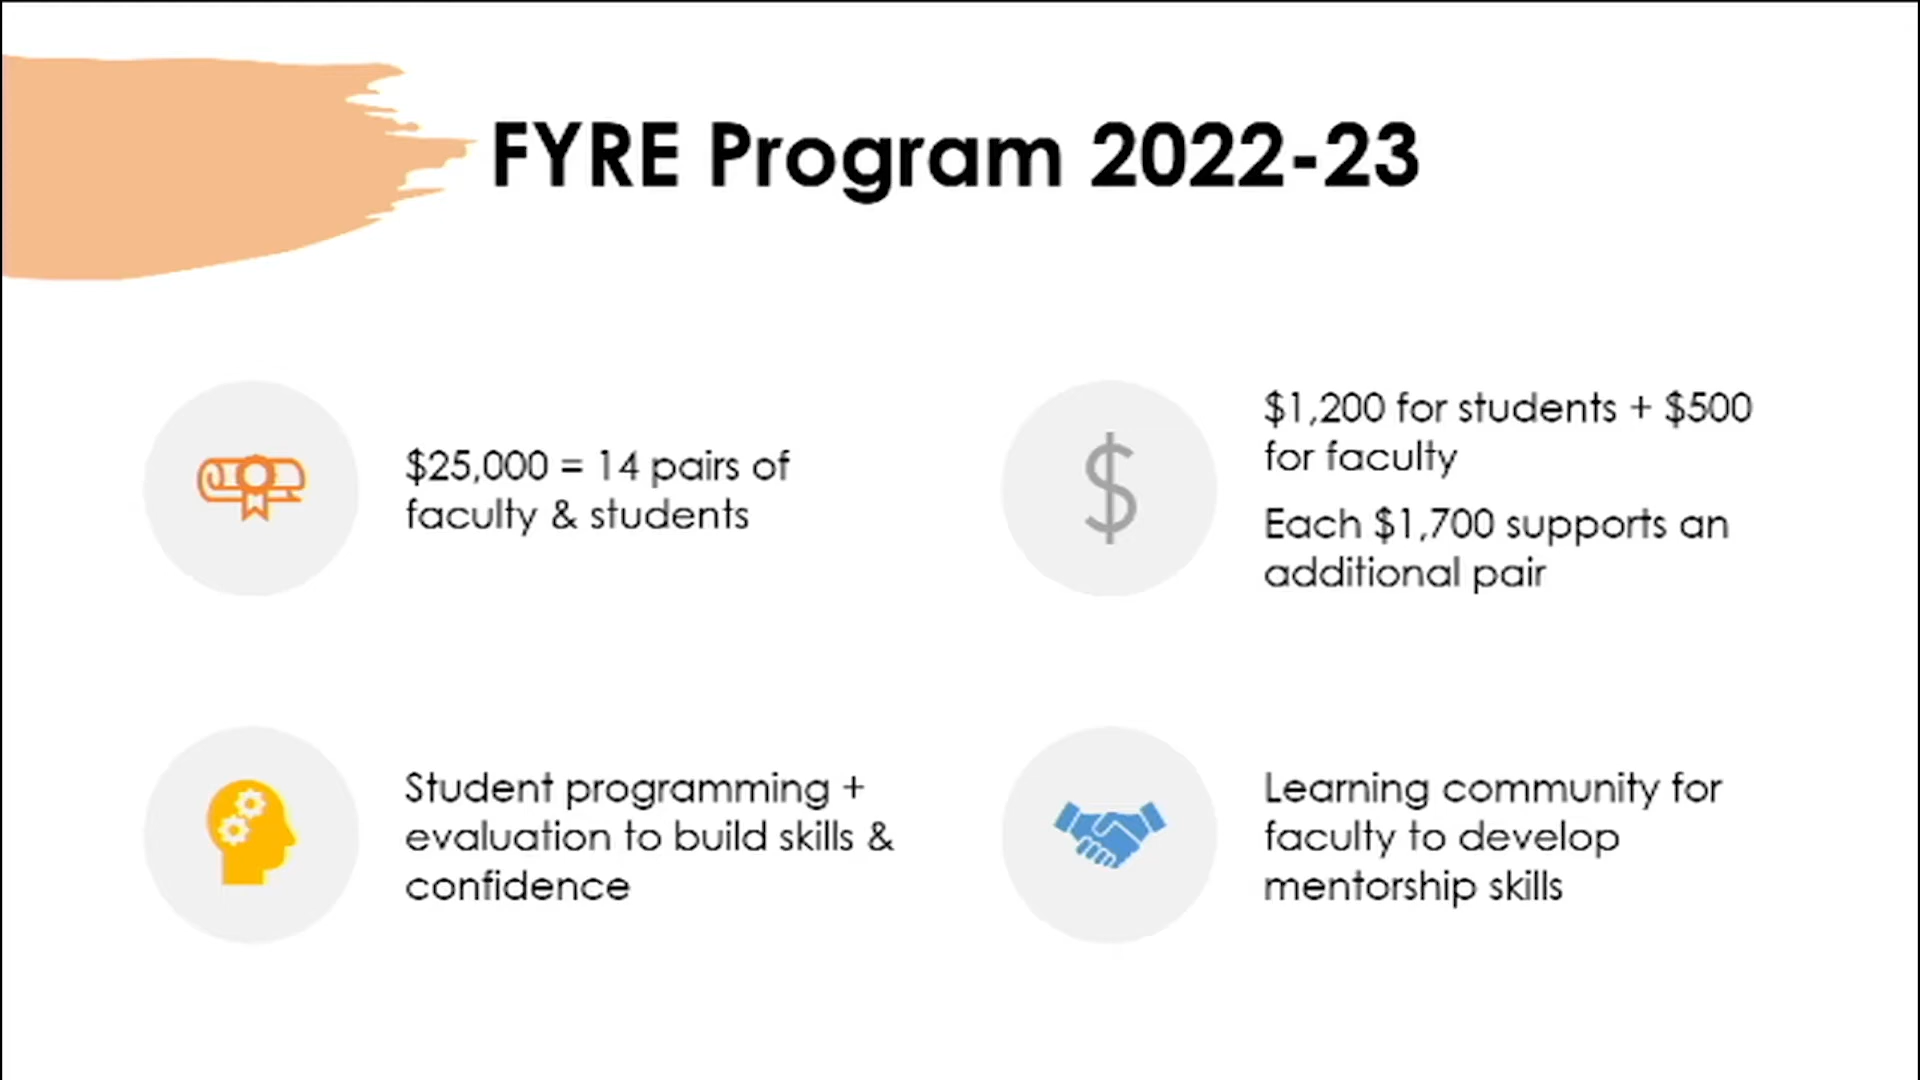 FYRE Program 2022-23
$25,000 = 14 pairs of
faculty & students
$1,200 for students + $500
for faculty
Each $1,700 supports an
additional pair
Student programming +
evaluation to build skills &
confidence
Learning community for
faculty to develop
mentorship skills